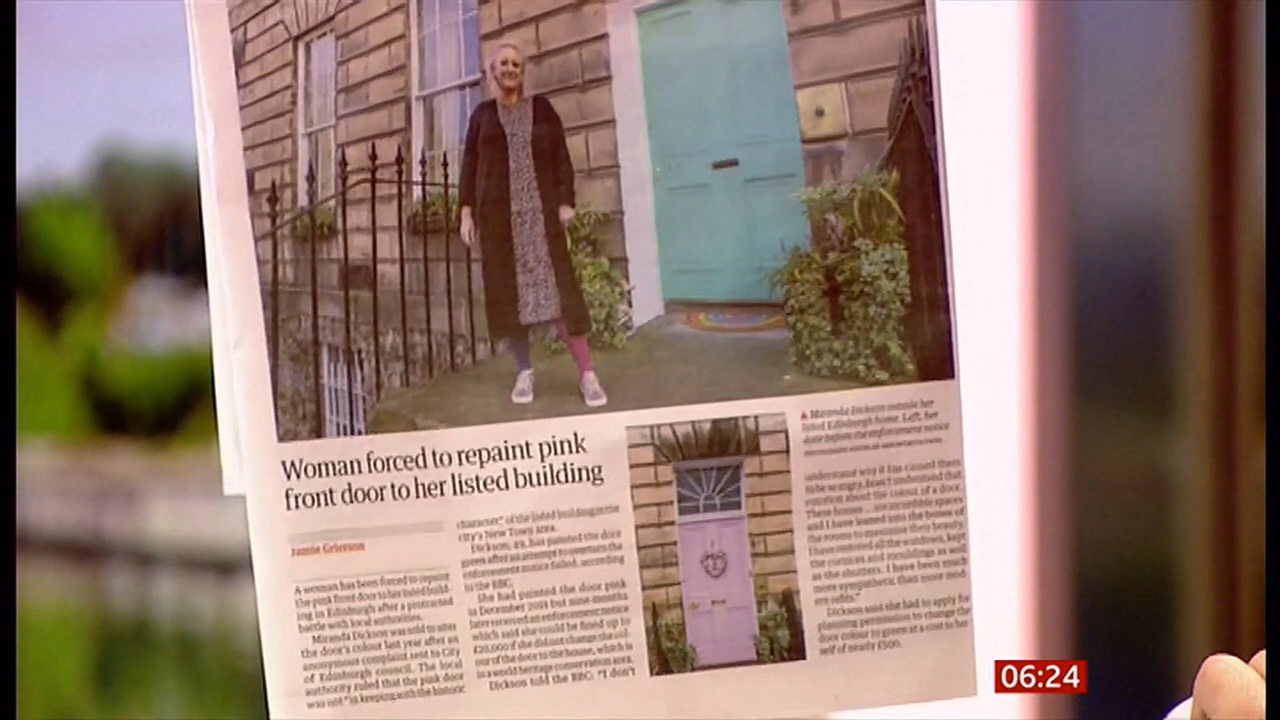 Woman forced to repaint pink
front door to her listed building
Jamie Grierson
A woman has been forced to repaint
the pink front door to her listed build-
ing in Edinburgh after a protracted
battle with local authorities.
Miranda Dickson was told to alter
the door's colour last year after an
anonymous complaint sent to City
of Edinburgh council. The local
authority ruled that the pink door
was not "in keeping with the historic
character" of the listed building in the
city's New Town area.
Dickson, has painted the door
green after an attempt to overturn the
enforcement notice failed, according
to the BBC.
She had painted the door pink
in December 2021 but nine months
later received an enforcement notice
which said she could be fined up to
£20,000 if she did not change the col-
our of the door to the house, which is
in a world heritage conservation area.
Dickson told the BBC: "I don't
▲ Miranda Dickson outside her
listed Edinburgh home. Left, her
door before the enforcement notice
understand why it has caused them
to be so angry. I can't understand that
emotion about the colour of a door.
These houses are incredible spaces
and I have leaned into the bones of
the rooms to maximise their beauty.
I have restored all the windows, kept
the cornices and mouldings as well
as the shutters. I have been much
more sympathetic than more mod-
ern refits."
Dickson said she had to apply for
planning permission to change the
door colour to green at a cost to her-
self of nearly £500.
06:24